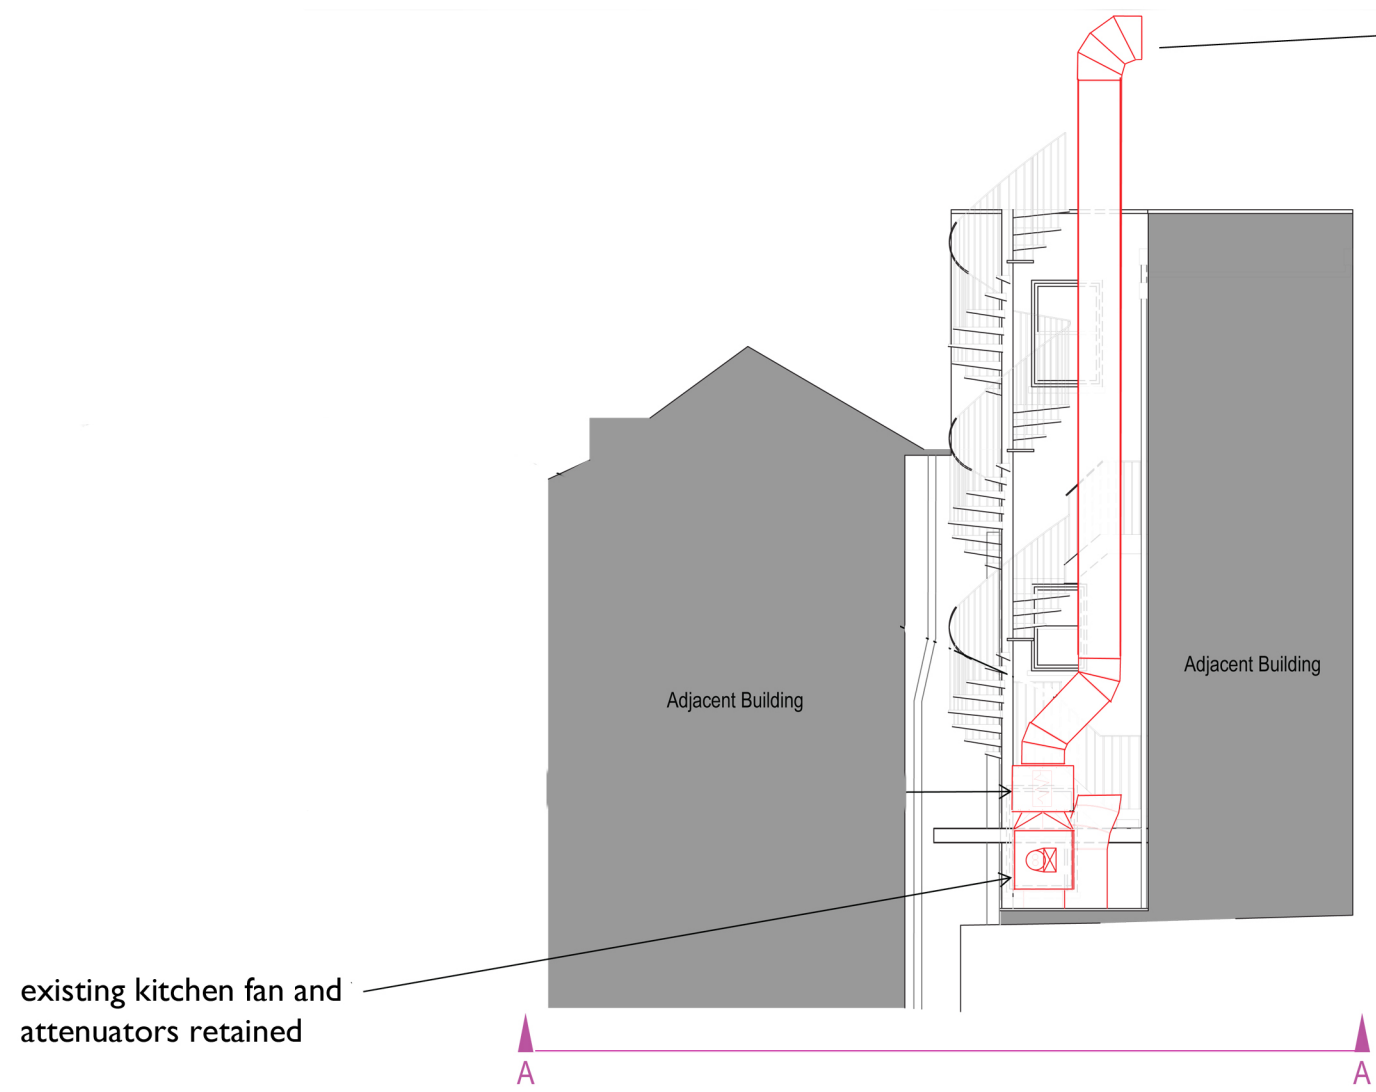 Adjacent Building
Adjacent Building
existing kitchen fan and
attenuators retained
A
A